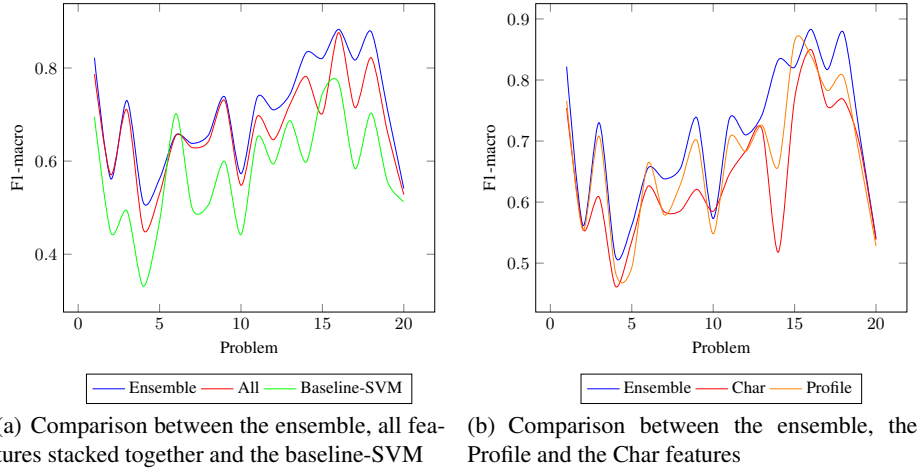 0.8
0.6
0.4
F1-macro
0
5
10
15
20
Problem
Ensemble
All
Baseline-SVM
a) Comparison between the ensemble, all fea-
tures stacked together and the baseline-SVM
0.9
0.8
0.7
0.6
0.5
F1-macro
0
5
10
15
20
Problem
Ensemble
Char
Profile
(b) Comparison between the ensemble, the
Profile and the Char features